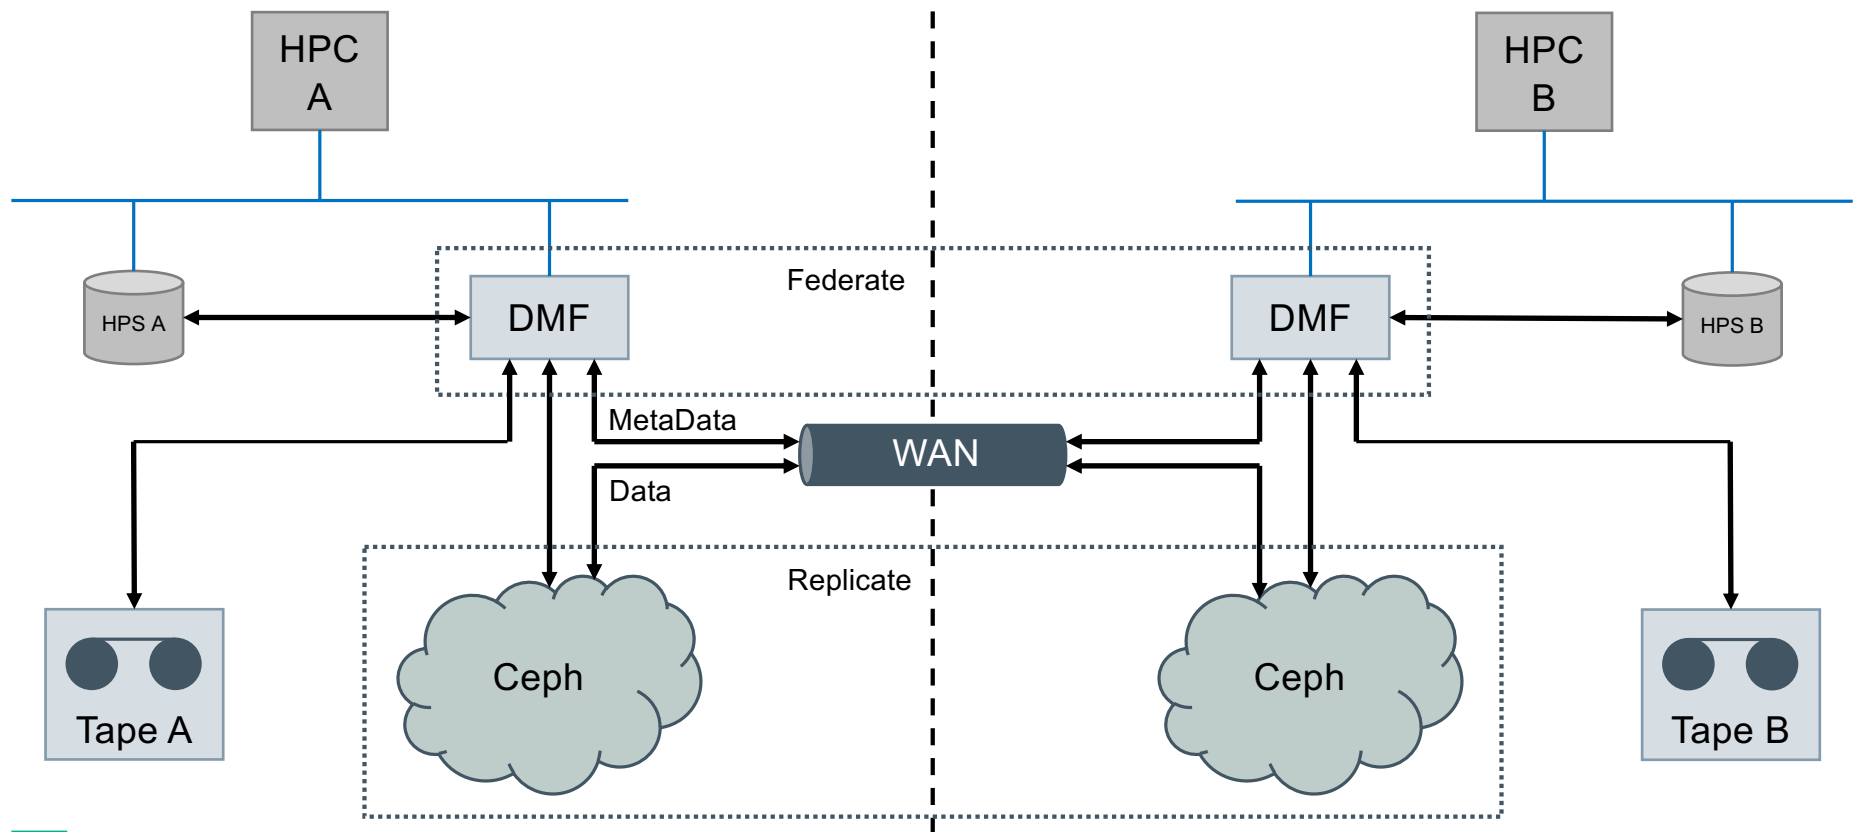 HPC
A
HPC
B
Federate
HPS A
DMF
DMF
HPS B
MetaData
WAN
Data
Replicate
Ceph
Ceph
Tape A
Tape B